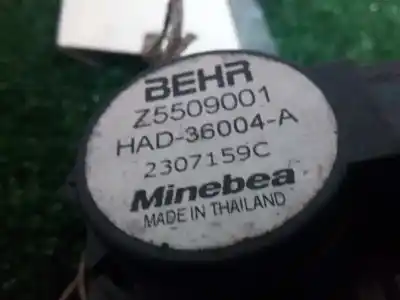 BEHR
Z5509001
HAD-36004-A
2307159C
Minebea
MADE IN THAILAND